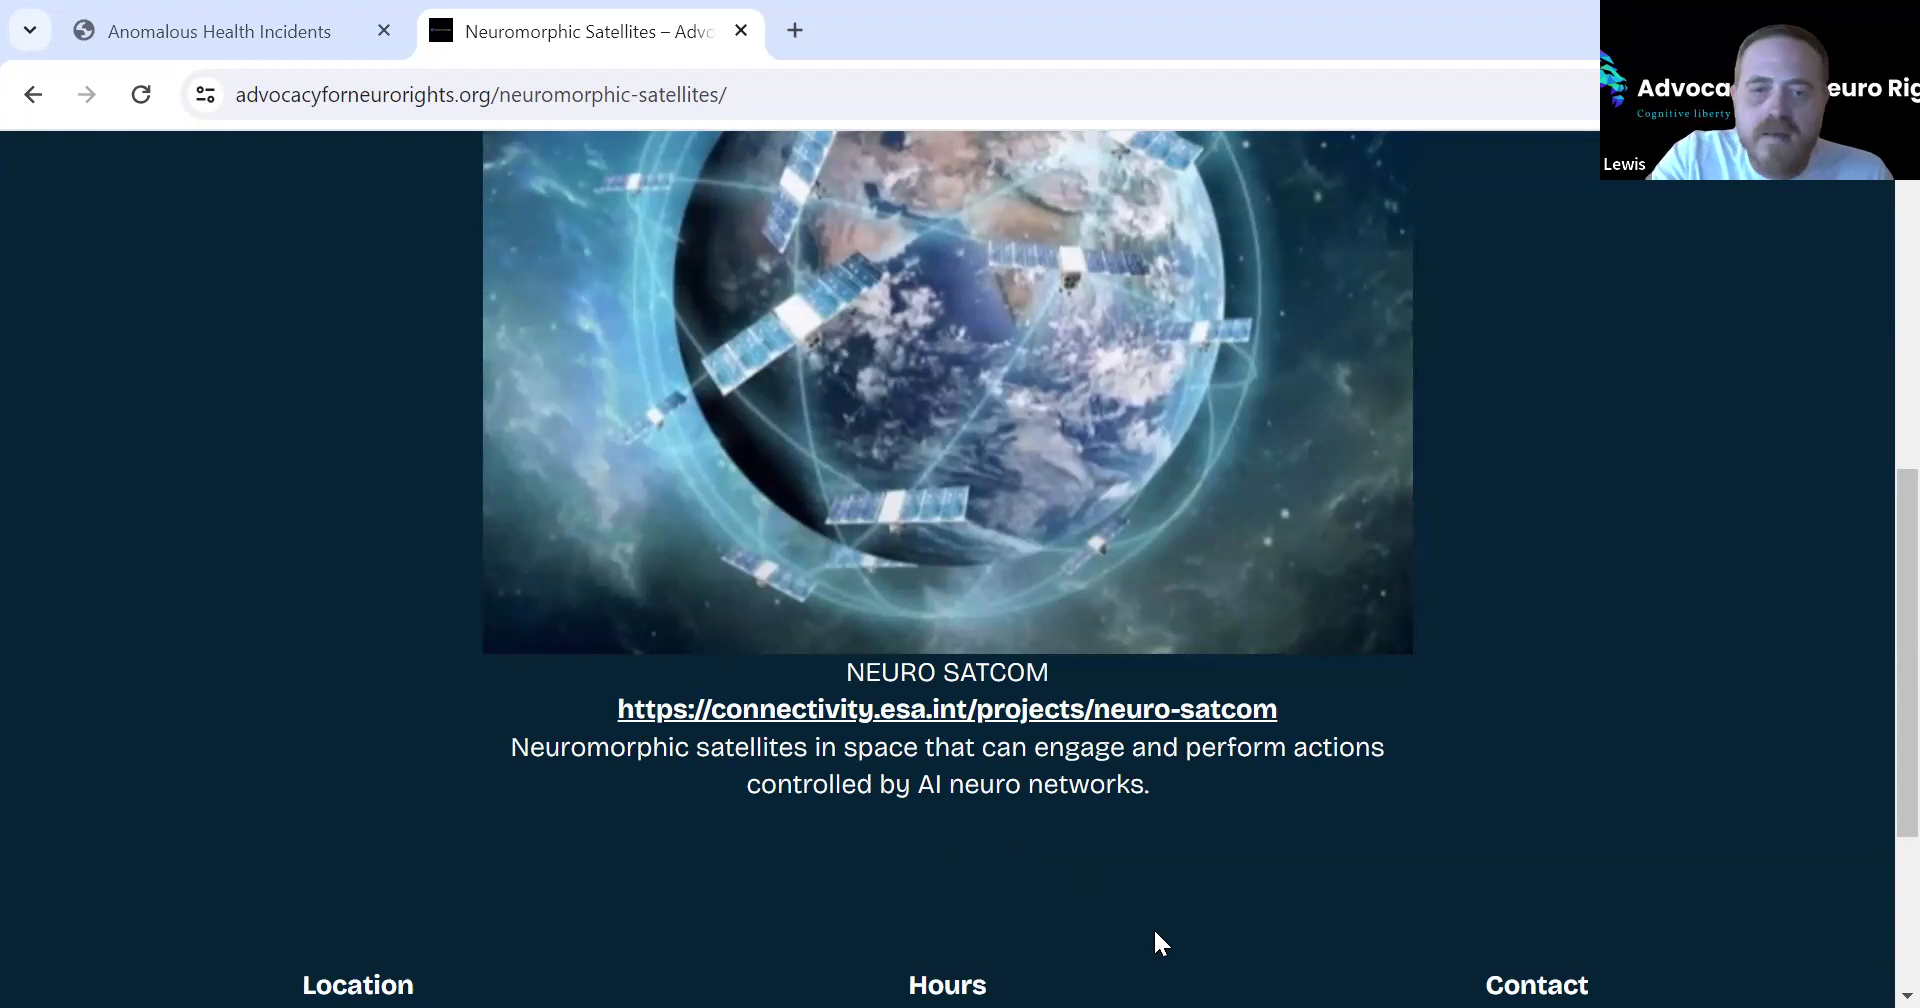 Anomalous Health Incidents
Neuromorphic Satellites – Advo
advocacyforneurorights.org/neuromorphic-satellites/
Advoca euro Rig
Cognitive liberty
Lewis
NEURO SATCOM
https://connectivity.esa.int/projects/neuro-satcom
Neuromorphic satellites in space that can engage and perform actions
controlled by AI neuro networks.
Location Hours Contact